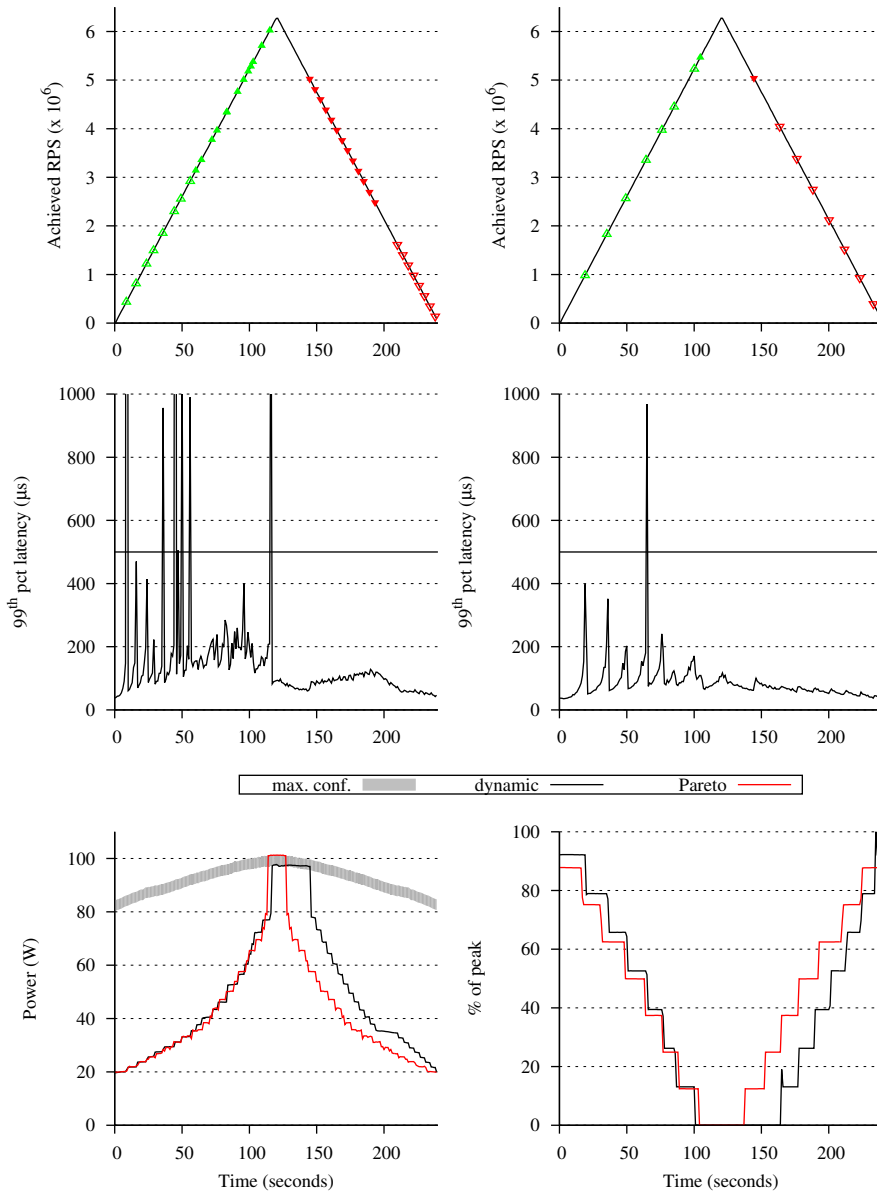 Achieved RPS (x 10^6)
6
5
4
3
2
1
0
0 50 100 150 200
Achieved RPS (x 10^6)
6
5
4
3
2
1
0
0 50 100 150 200
99th pct latency (µs)
1000
800
600
400
200
0
0 50 100 150 200
99th pct latency (µs)
1000
800
600
400
200
0
0 50 100 150 200
max. conf. dynamic Pareto
Power (W)
100
80
60
40
20
0
0 50 100 150 200
Time (seconds)
% of peak
100
80
60
40
20
0
0 50 100 150 200
Time (seconds)